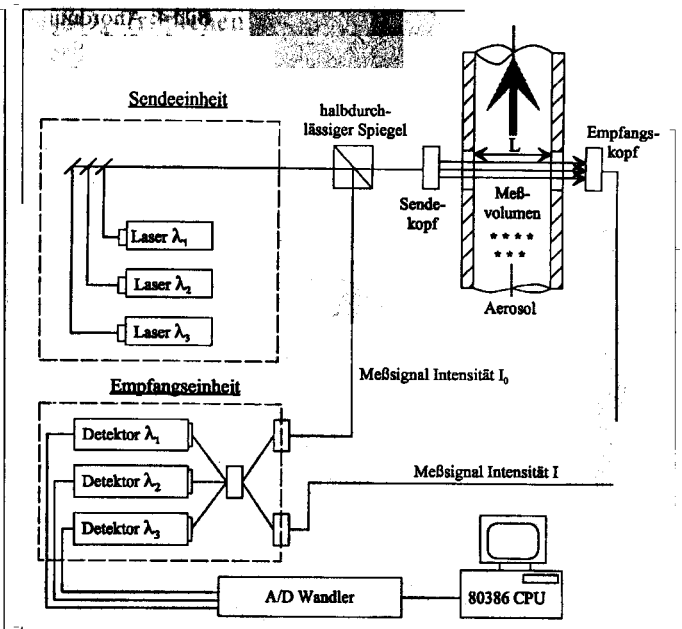 Sendeeinheit
halbdurch-
lässiger Spiegel
L
Empfangs-
kopf
Sende-
kopf
Meß-
volumen
Laser λ₁
Laser λ₂
Laser λ₃
Aerosol
Meßsignal Intensität I₀
Empfangseinheit
Detektor λ₁
Detektor λ₂
Detektor λ₃
Meßsignal Intensität I
A/D Wandler
80386 CPU